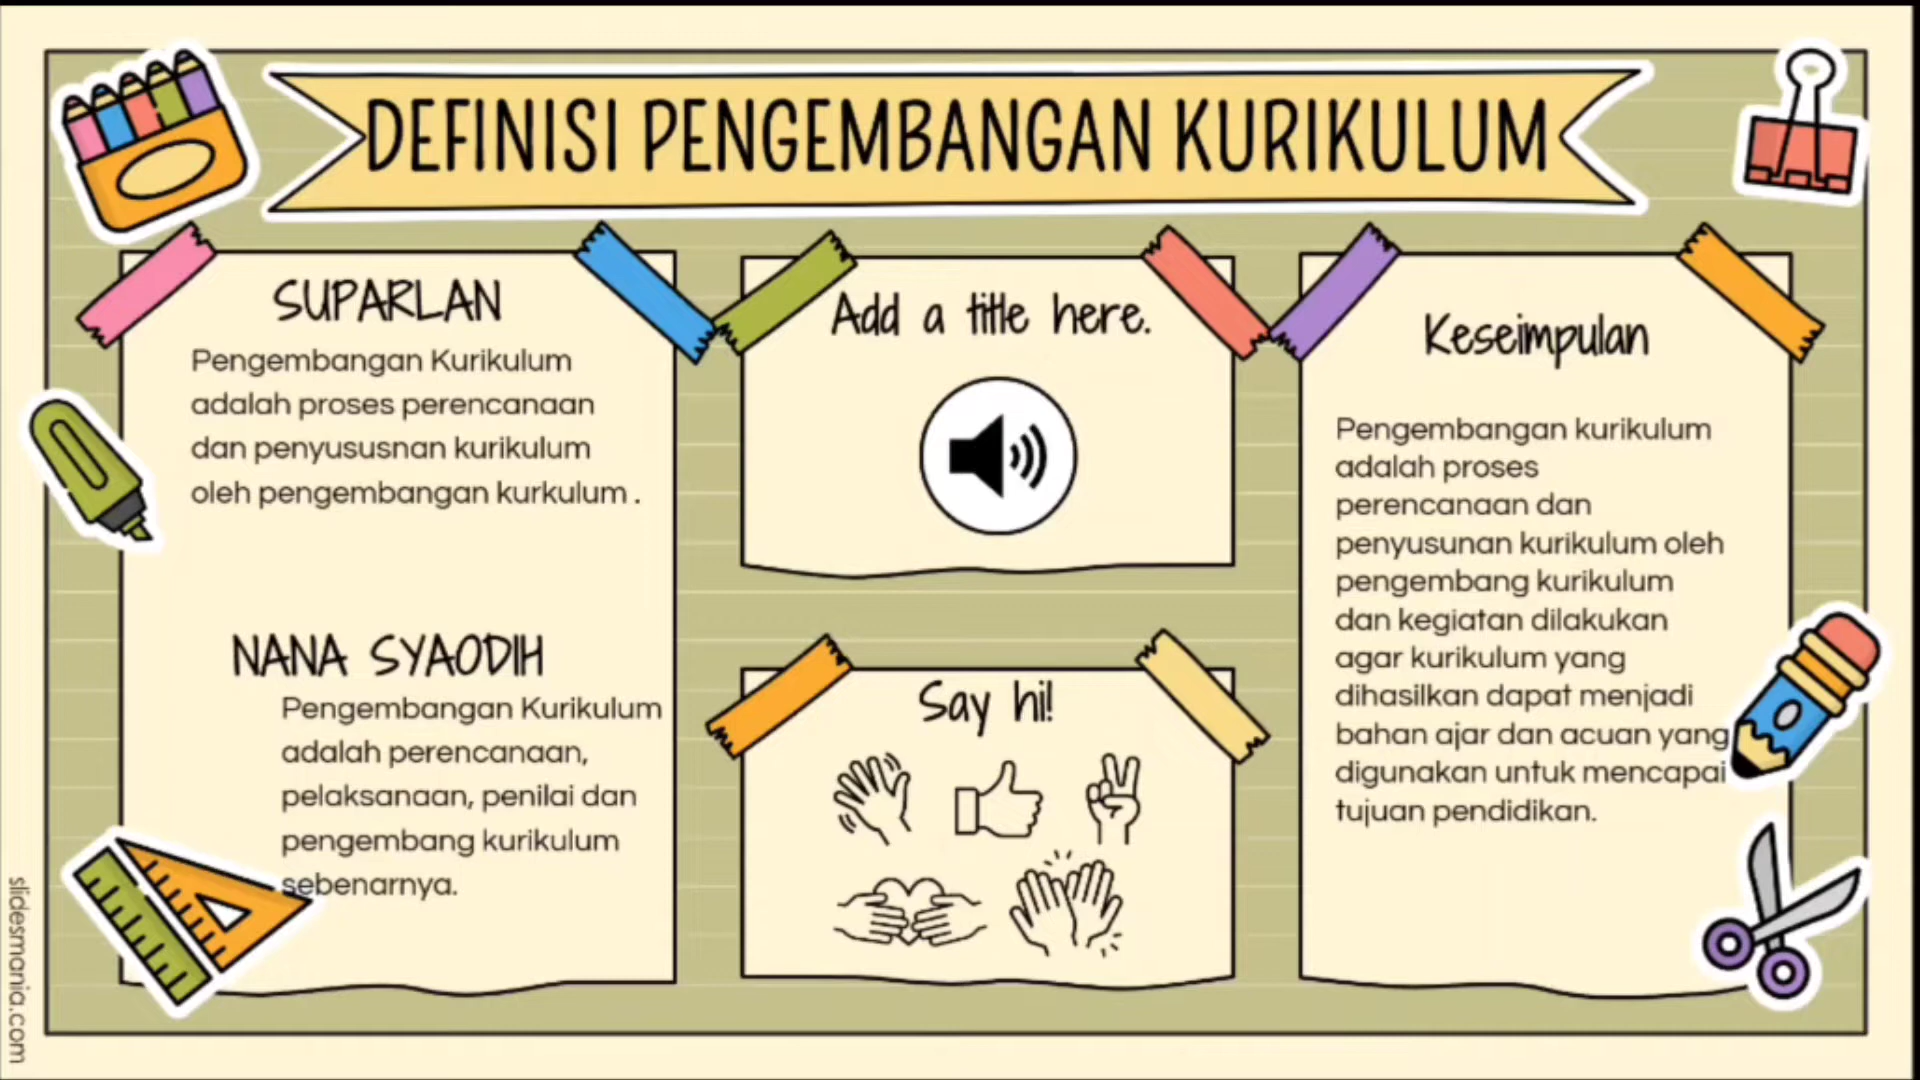 DEFINISI PENGEMBANGAN KURIKULUM
SUPARLAN
Pengembangan Kurikulum
adalah proses perencanaan
dan penyususnan kurikulum
oleh pengembangan kurkulum .
NANA SYAODIH
Pengembangan Kurikulum
adalah perencanaan,
pelaksanaan, penilai dan
pengembang kurikulum
sebenarnya.
Add a title here.
Say hi!
Keseimpulan
Pengembangan kurikulum
adalah proses
perencanaan dan
penyusunan kurikulum oleh
pengembang kurikulum
dan kegiatan dilakukan
agar kurikulum yang
dihasilkan dapat menjadi
bahan ajar dan acuan yang
digunakan untuk mencapai
tujuan pendidikan.
slidesmania.com